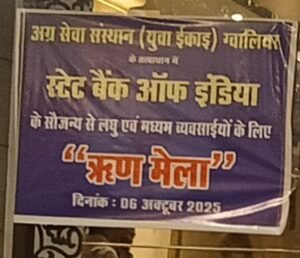 अग्र सेवा संस्थान (युवा ईकाई) ग्वालियर
के तत्वाधान में
स्टेट बैंक ऑफ इंडिया
के सौजन्य से लघु एवं मध्यम व्यवसाईयों के लिए
“ऋण मेला”
दिनांक : 06 अक्टूबर 2025